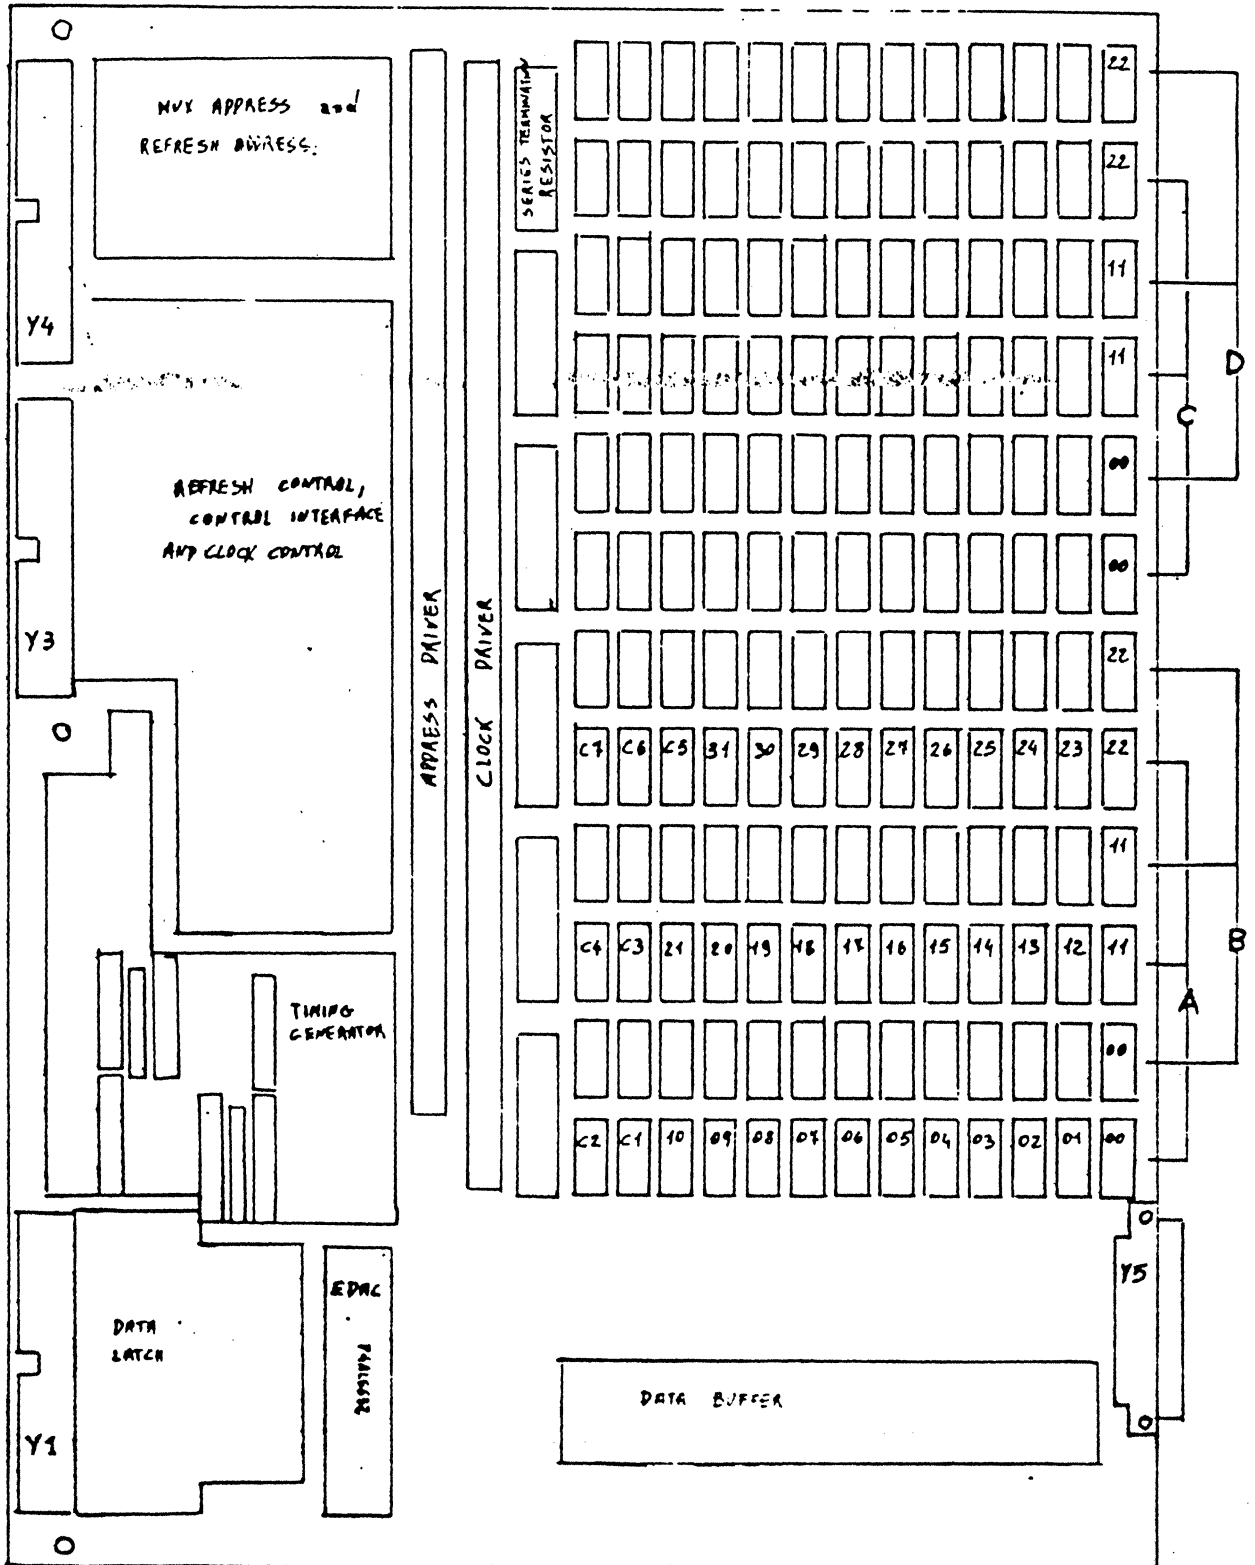 MUX ADDRESS and
REFRESH ADDRESS.
Y4
REFRESH CONTROL,
CONTROL INTERFACE
AND CLOCK CONTROL
Y3
ADDRESS DRIVER
CLOCK DRIVER
SERIES TERMINATION
RESISTOR
22
22
11
11
00
00
22
C7 C6 C5 31 30 29 28 27 26 25 24 23 22
11
C4 C3 21 20 19 18 17 16 15 14 13 12 11
00
C2 C1 10 09 08 07 06 05 04 03 02 01 00
D
C
B
A
TIMING
GENERATOR
DATA
LATCH
Y1
EDAC
Y5
DATA BUFFER